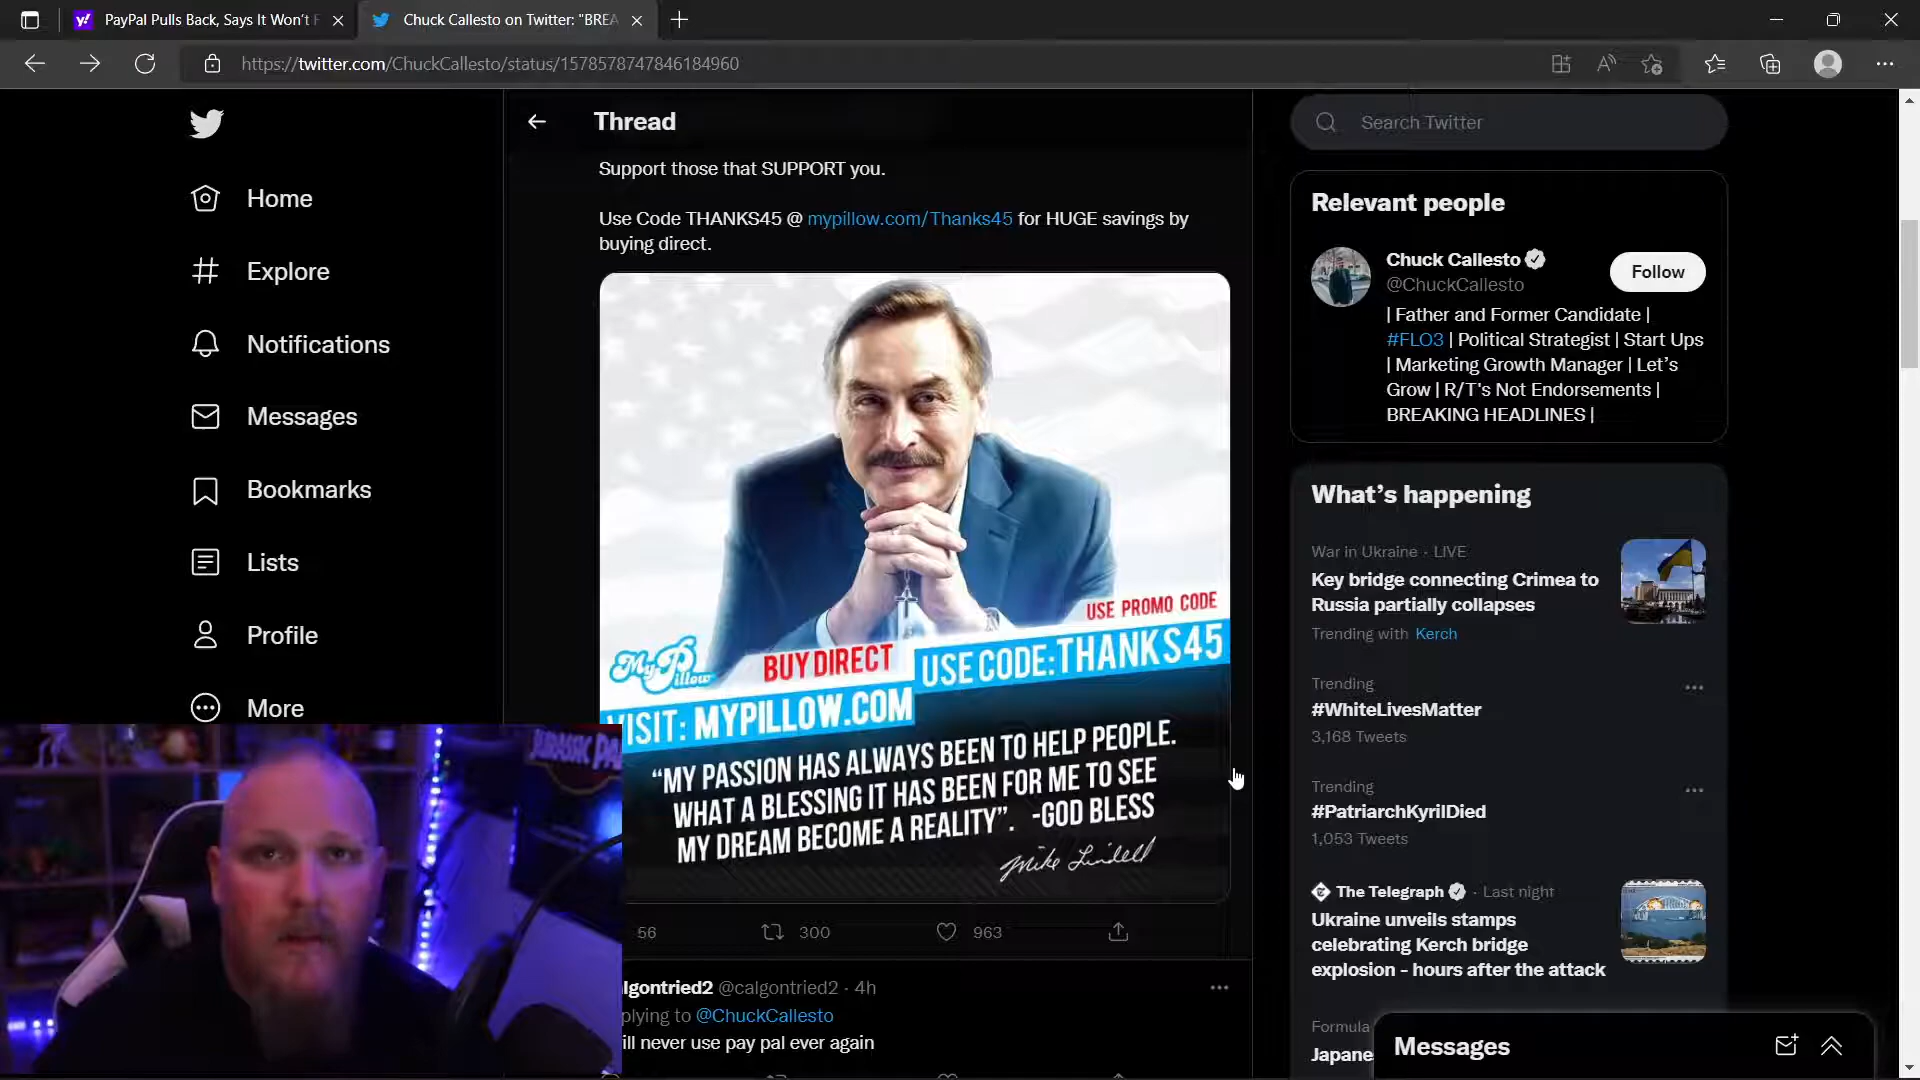 PayPal Pulls Back, Says It Won't F
Chuck Callesto on Twitter: "BREA
https://twitter.com/ChuckCallesto/status/1578578747846184960
Home
Explore
Notifications
Messages
Bookmarks
Lists
Profile
More
Thread
Support those that SUPPORT you.
Use Code THANKS45 @ mypillow.com/Thanks45 for HUGE savings by
buying direct.
USE PROMO CODE
MyPillow
BUY DIRECT
USE CODE:THANKS45
VISIT: MYPILLOW.COM
"MY PASSION HAS ALWAYS BEEN TO HELP PEOPLE.
WHAT A BLESSING IT HAS BEEN FOR ME TO SEE
MY DREAM BECOME A REALITY". -GOD BLESS
Mike Lindell
56 300 963
lgontried2 @calgontried2 · 4h
plying to @ChuckCallesto
ill never use pay pal ever again
Search Twitter
Relevant people
Chuck Callesto
@ChuckCallesto
Follow
| Father and Former Candidate |
#FLO3 | Political Strategist | Start Ups
| Marketing Growth Manager | Let's
Grow | R/T's Not Endorsements |
BREAKING HEADLINES |
What's happening
War in Ukraine · LIVE
Key bridge connecting Crimea to
Russia partially collapses
Trending with Kerch
Trending
#WhiteLivesMatter
3,168 Tweets
Trending
#PatriarchKyrilDied
1,053 Tweets
The Telegraph · Last night
Ukraine unveils stamps
celebrating Kerch bridge
explosion - hours after the attack
Formula
Japane
Messages
JURASSIC PA